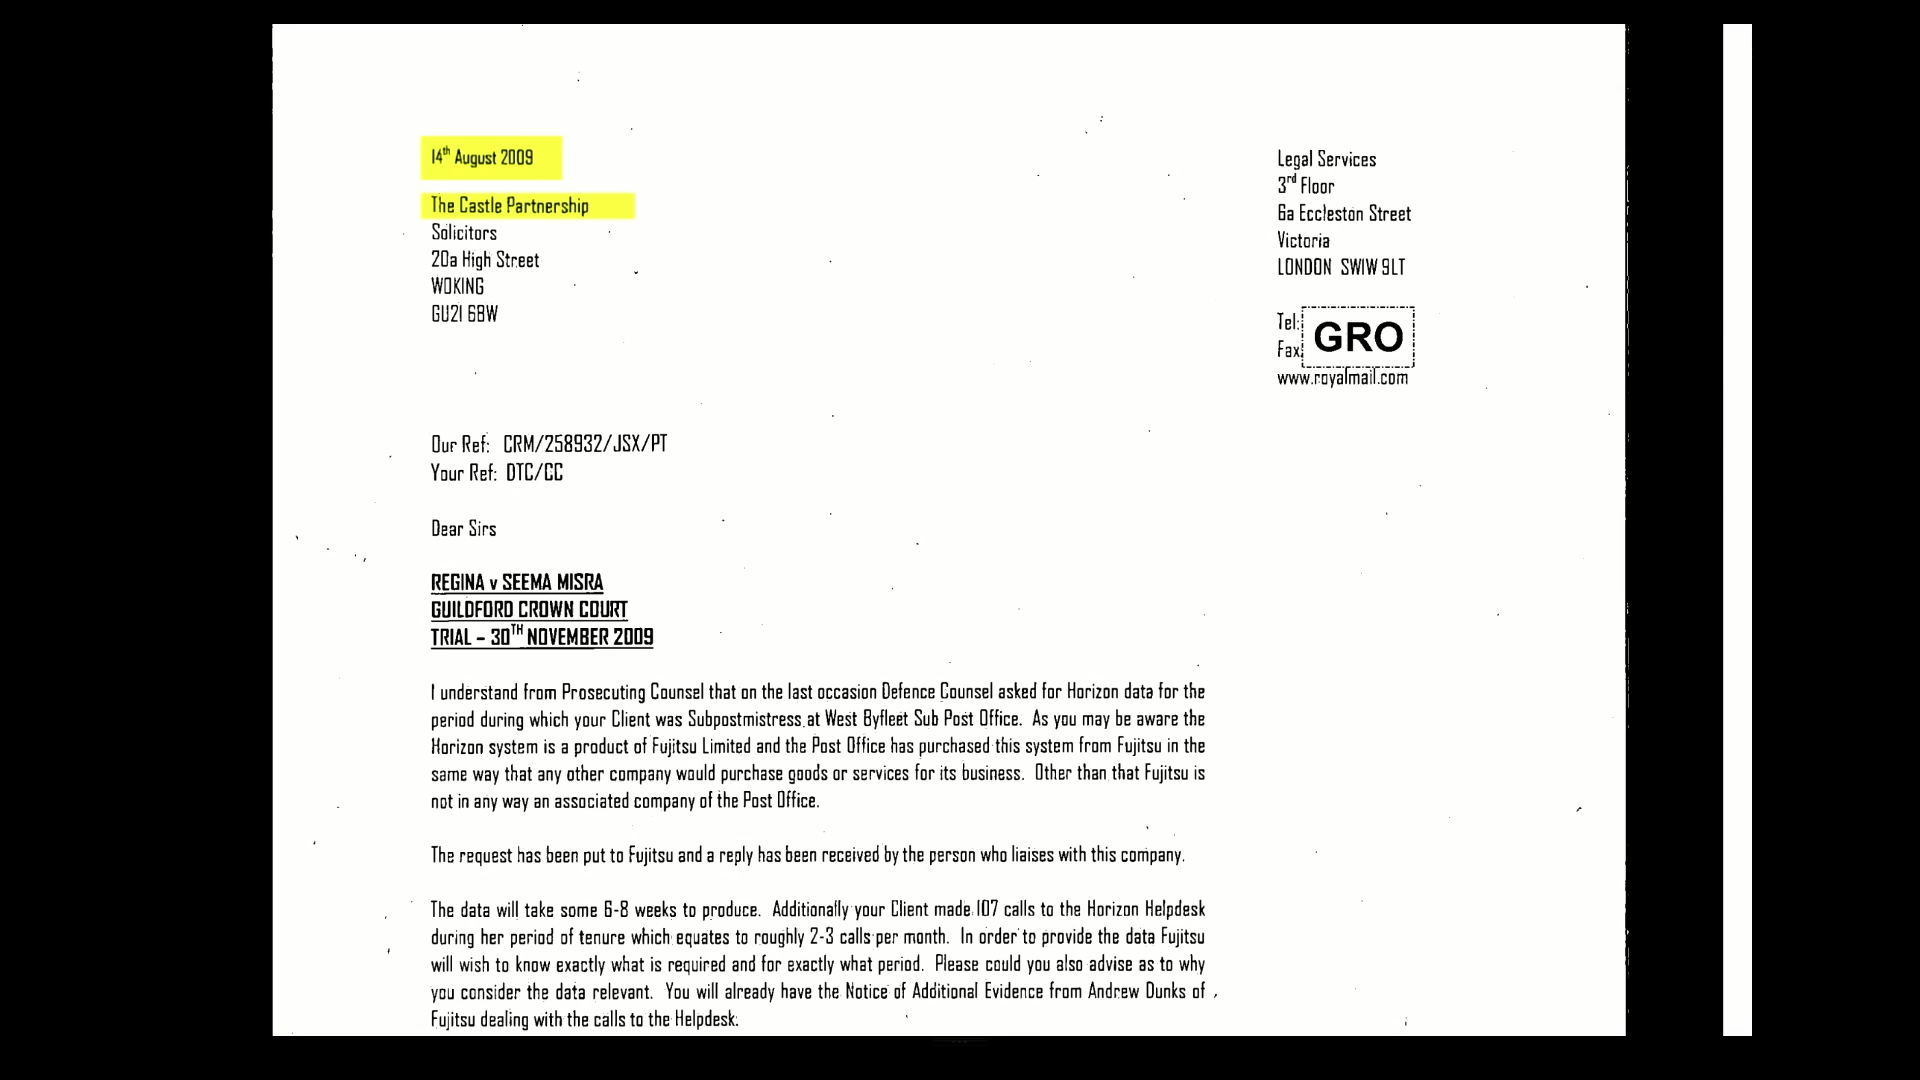 14th August 2009
The Castle Partnership
Solicitors
20a High Street
WOKING
GU21 6BW
Legal Services
3rd Floor
6a Eccleston Street
Victoria
LONDON SW1W 9LT
Tel:
Fax:
GRO
www.royalmail.com
Our Ref: CRM/258932/JSX/PT
Your Ref: DTC/CC
Dear Sirs
REGINA v SEEMA MISRA
GUILDFORD CROWN COURT
TRIAL – 30TH NOVEMBER 2009
I understand from Prosecuting Counsel that on the last occasion Defence Counsel asked for Horizon data for the
period during which your Client was Subpostmistress at West Byfleet Sub Post Office. As you may be aware the
Horizon system is a product of Fujitsu Limited and the Post Office has purchased this system from Fujitsu in the
same way that any other company would purchase goods or services for its business. Other than that Fujitsu is
not in any way an associated company of the Post Office.
The request has been put to Fujitsu and a reply has been received by the person who liaises with this company.
The data will take some 6-8 weeks to produce. Additionally your Client made 107 calls to the Horizon Helpdesk
during her period of tenure which equates to roughly 2-3 calls per month. In order to provide the data Fujitsu
will wish to know exactly what is required and for exactly what period. Please could you also advise as to why
you consider the data relevant. You will already have the Notice of Additional Evidence from Andrew Dunks of
Fujitsu dealing with the calls to the Helpdesk.